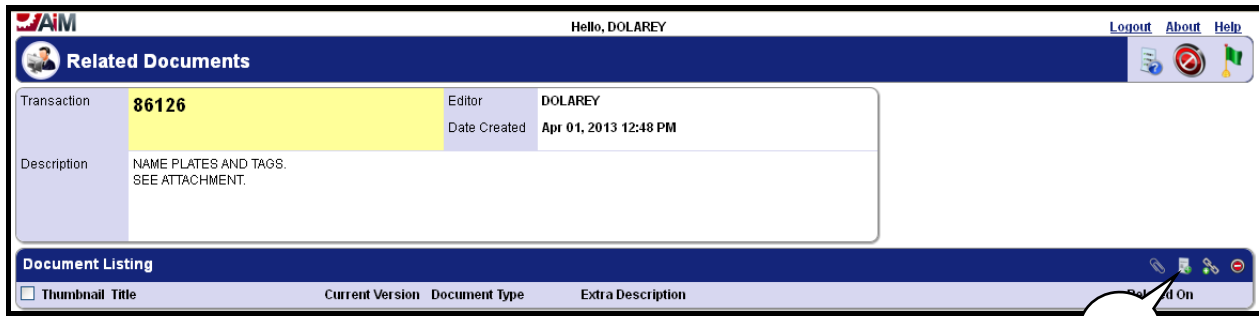 AiM
Hello, DOLAREY
Logout About Help
Related Documents
Transaction 86126 Editor DOLAREY
Date Created Apr 01, 2013 12:48 PM
Description NAME PLATES AND TAGS.
SEE ATTACHMENT.
Document Listing
Thumbnail Title Current Version Document Type Extra Description On